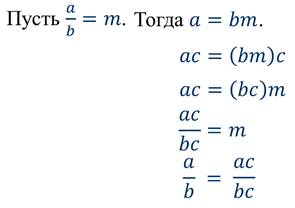 Пусть a/b = m. Тогда a = bm.
ac = (bm)c
ac = (bc)m
ac/bc = m
a/b = ac/bc